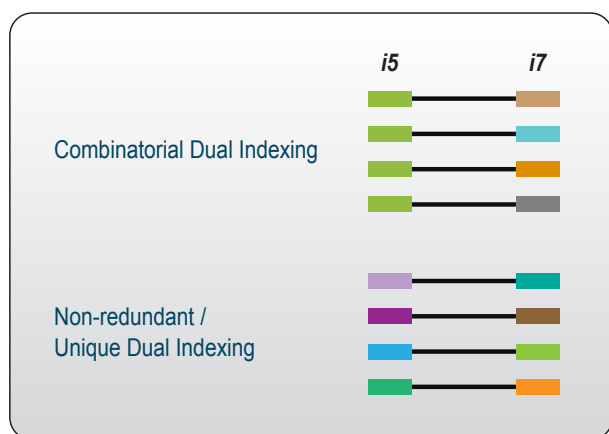 i5 i7
Combinatorial Dual Indexing
Non-redundant /
Unique Dual Indexing